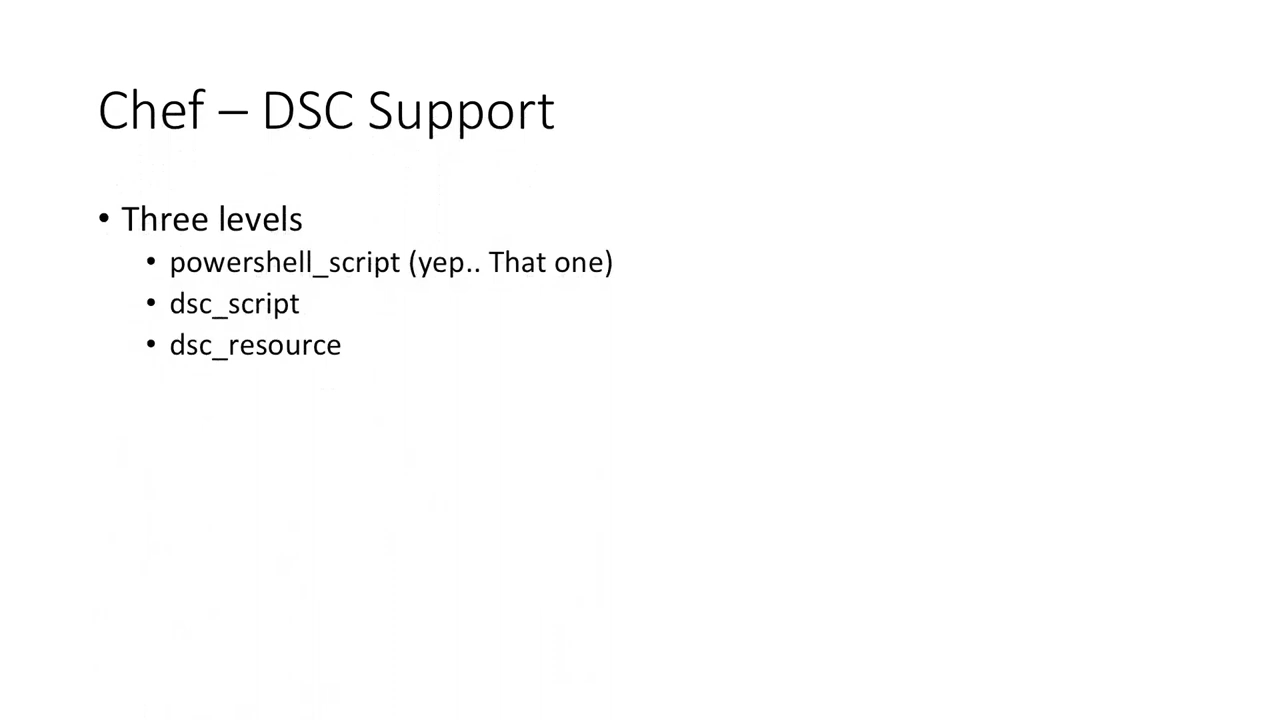 Chef – DSC Support
• Three levels
• powershell_script (yep.. That one)
• dsc_script
• dsc_resource